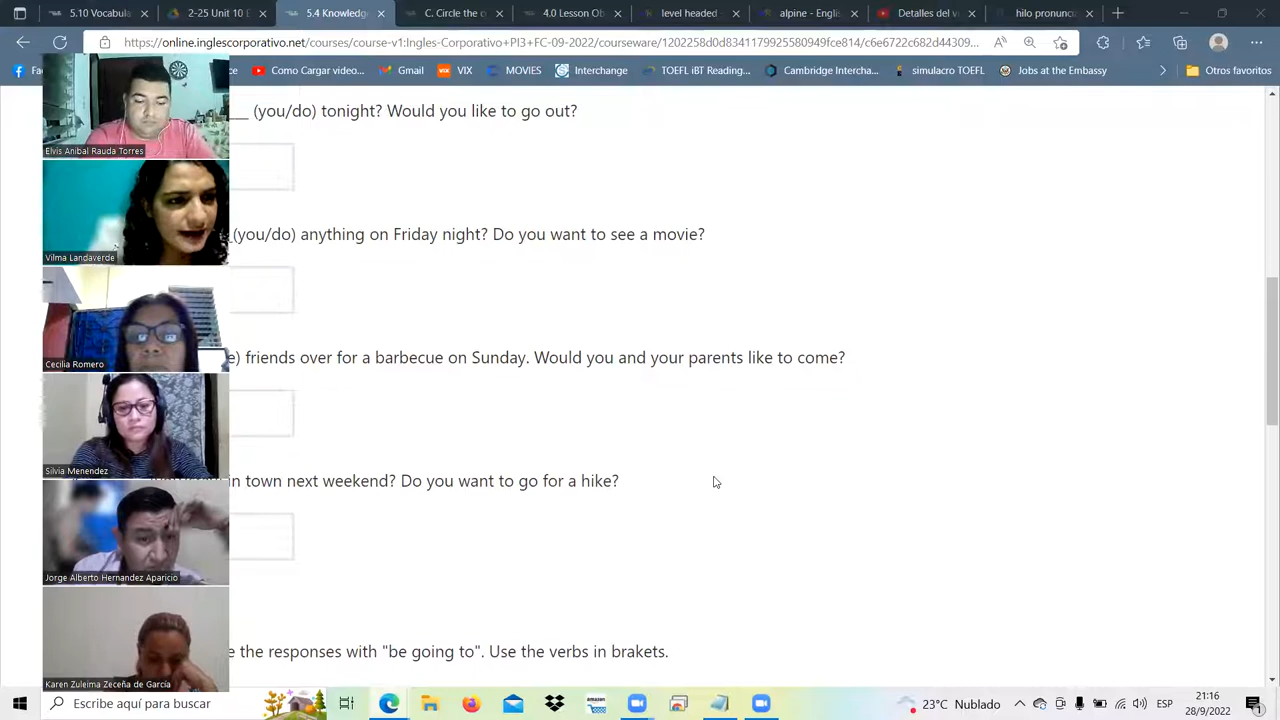 5.10 Vocabula
2-25 Unit 10 E
5.4 Knowledg
C. Circle the c
4.0 Lesson Ob
level headed
alpine - Englis
Detalles del v
hilo pronunc
https://online.inglescorporativo.net/courses/course-v1:Ingles-Corporativo+PI3+FC-09-2022/courseware/1202258d0d8341179925580949fce814/c6e6722c682d44309...
Como Cargar video...
Gmail
VIX
MOVIES
Interchange
TOEFL iBT Reading...
Cambridge Intercha...
simulacro TOEFL
Jobs at the Embassy
Otros favoritos
(you/do) tonight? Would you like to go out?
Elvis Anibal Rauda Torres
(you/do) anything on Friday night? Do you want to see a movie?
Vilma Landaverde
e) friends over for a barbecue on Sunday. Would you and your parents like to come?
Cecilia Romero
Silvia Menendez
in town next weekend? Do you want to go for a hike?
Jorge Alberto Hernandez Aparicio
e the responses with "be going to". Use the verbs in brakets.
Karen Zuleima Zeceña de García
Escribe aquí para buscar
23°C Nublado
ESP
21:16
28/9/2022